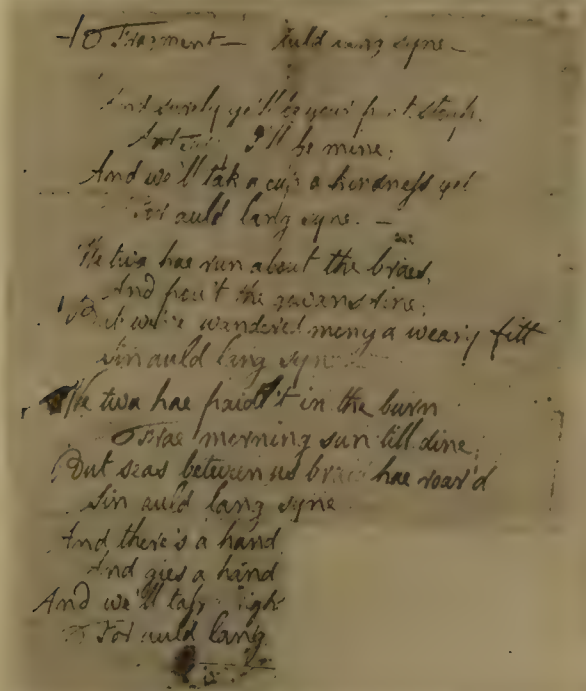 Fragment — Auld lang syne —
And surely ye'll be your pint stoup,
And I'll be mine;
And we'll tak a cup o kindness yet
For auld lang syne. —
We twa hae run about the braes,
And pou't the gowans fine;
But we've wander'd mony a weary fitt
Sin auld lang syne
We twa hae paidl't in the burn
Frae morning sun till dine;
But seas between us braid hae roar'd
Sin auld lang syne
And there's a hand
And gies a hand
And we'll tak
For auld lang